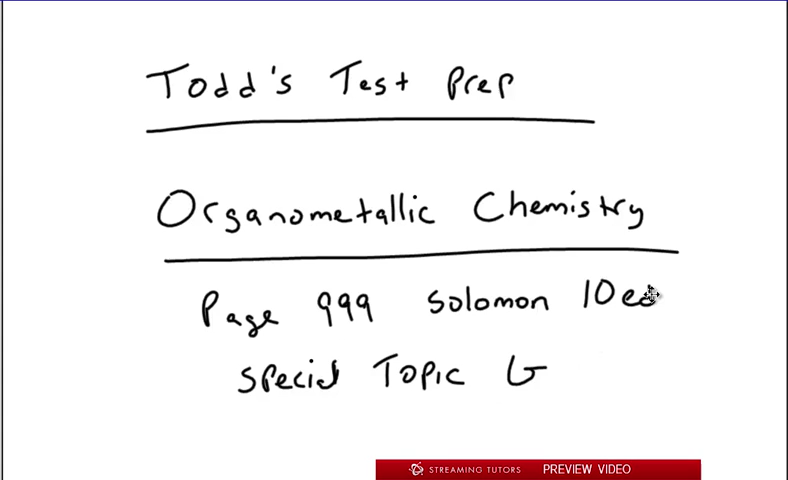 Todd's Test Prep
Organometallic Chemistry
Page 999 Solomon 10ed
Special Topic G
STREAMING TUTORS PREVIEW VIDEO